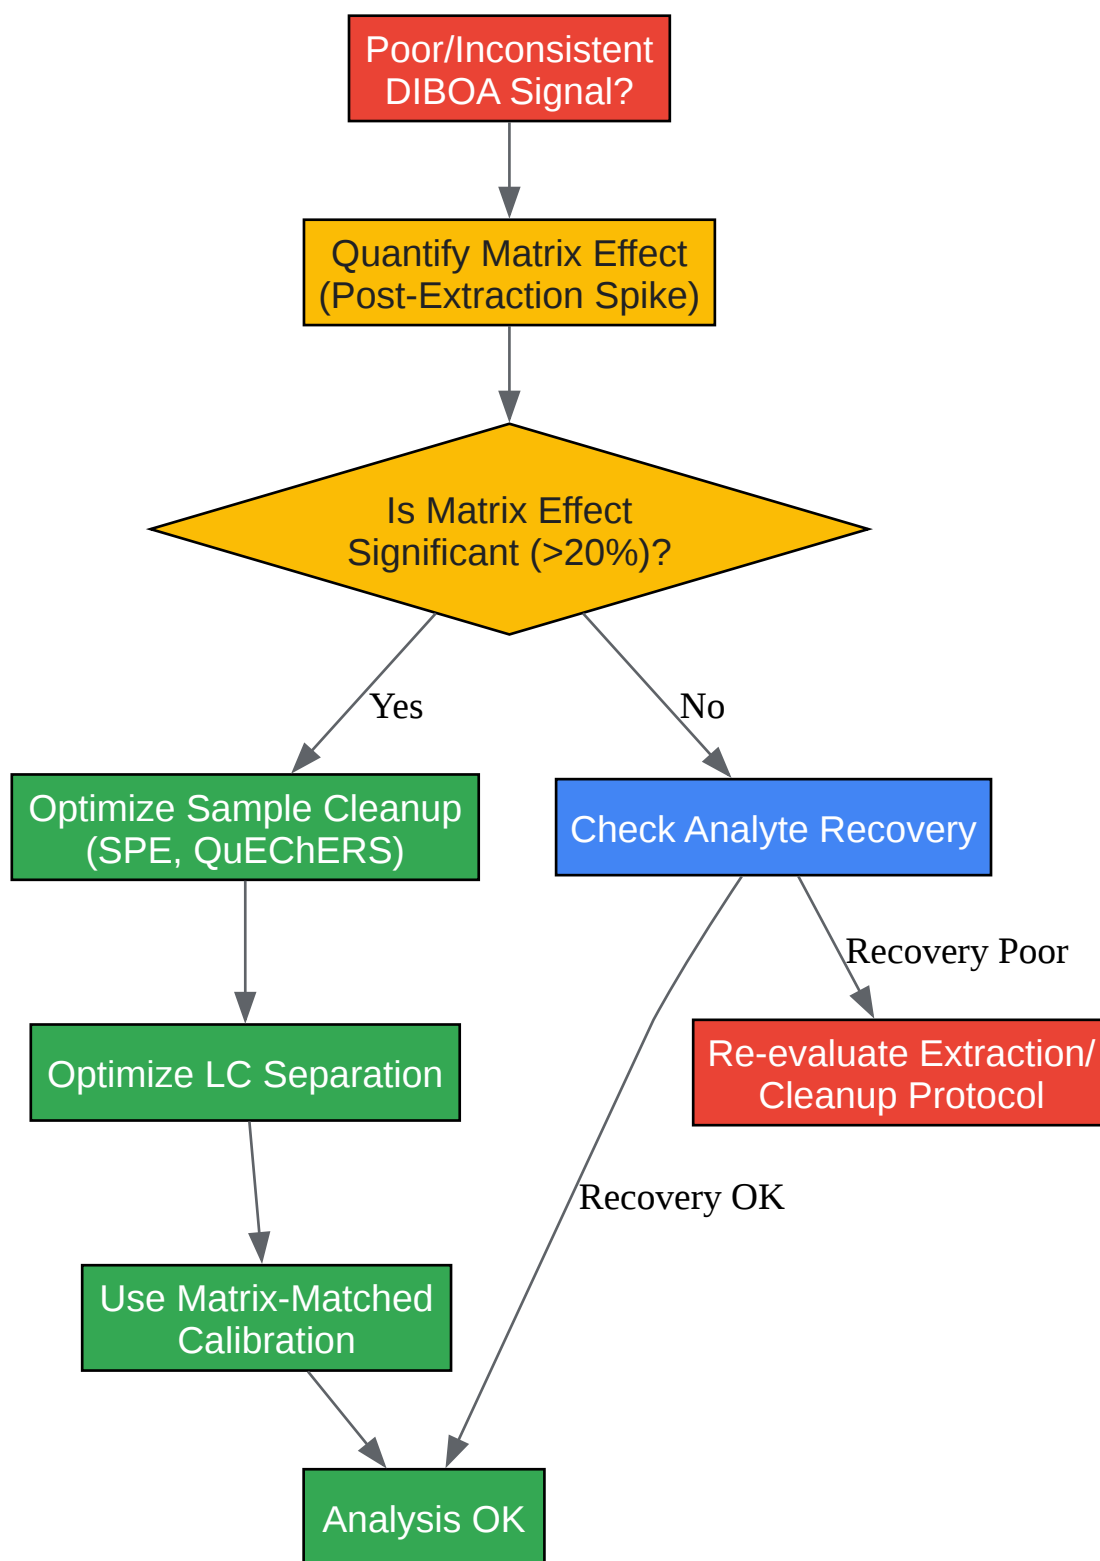 Poor/Inconsistent
DIBOA Signal?
Quantify Matrix Effect
(Post-Extraction Spike)
Is Matrix Effect
Significant (>20%)?
Yes
No
Optimize Sample Cleanup
(SPE, QuEChERS)
Check Analyte Recovery
Recovery Poor
Optimize LC Separation
Re-evaluate Extraction/
Cleanup Protocol
Recovery OK
Use Matrix-Matched
Calibration
Analysis OK